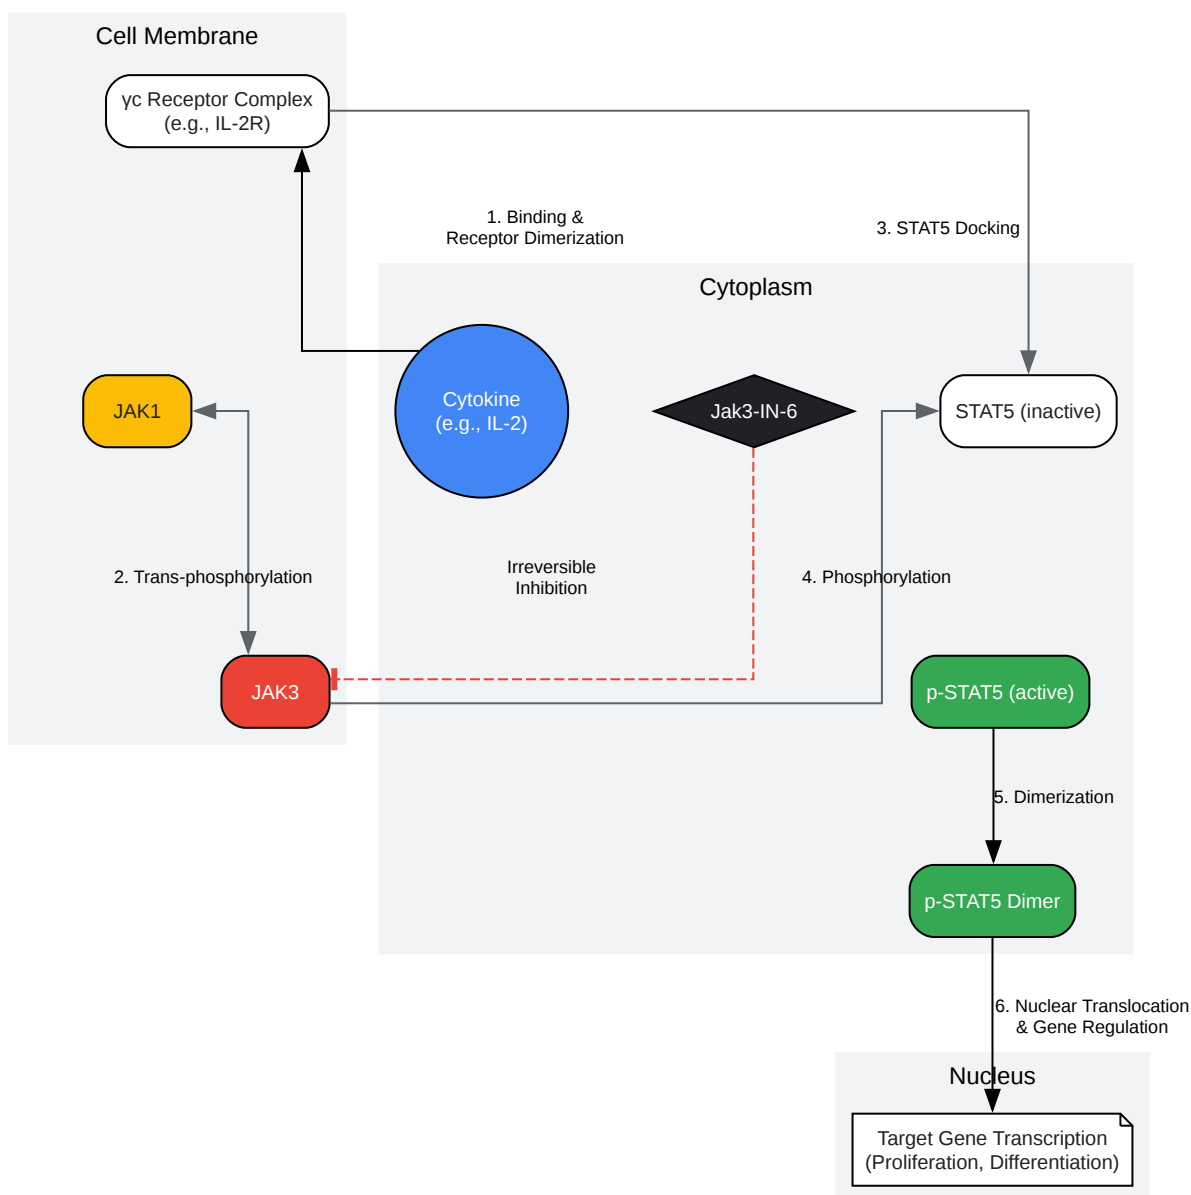 Cell Membrane
γc Receptor Complex
(e.g., IL-2R)
1. Binding &
Receptor Dimerization
3. STAT5 Docking
Cytoplasm
JAK1
Cytokine
(e.g., IL-2)
Jak3-IN-6
STAT5 (inactive)
2. Trans-phosphorylation
Irreversible
Inhibition
4. Phosphorylation
JAK3
p-STAT5 (active)
5. Dimerization
p-STAT5 Dimer
6. Nuclear Translocation
& Gene Regulation
Nucleus
Target Gene Transcription
(Proliferation, Differentiation)